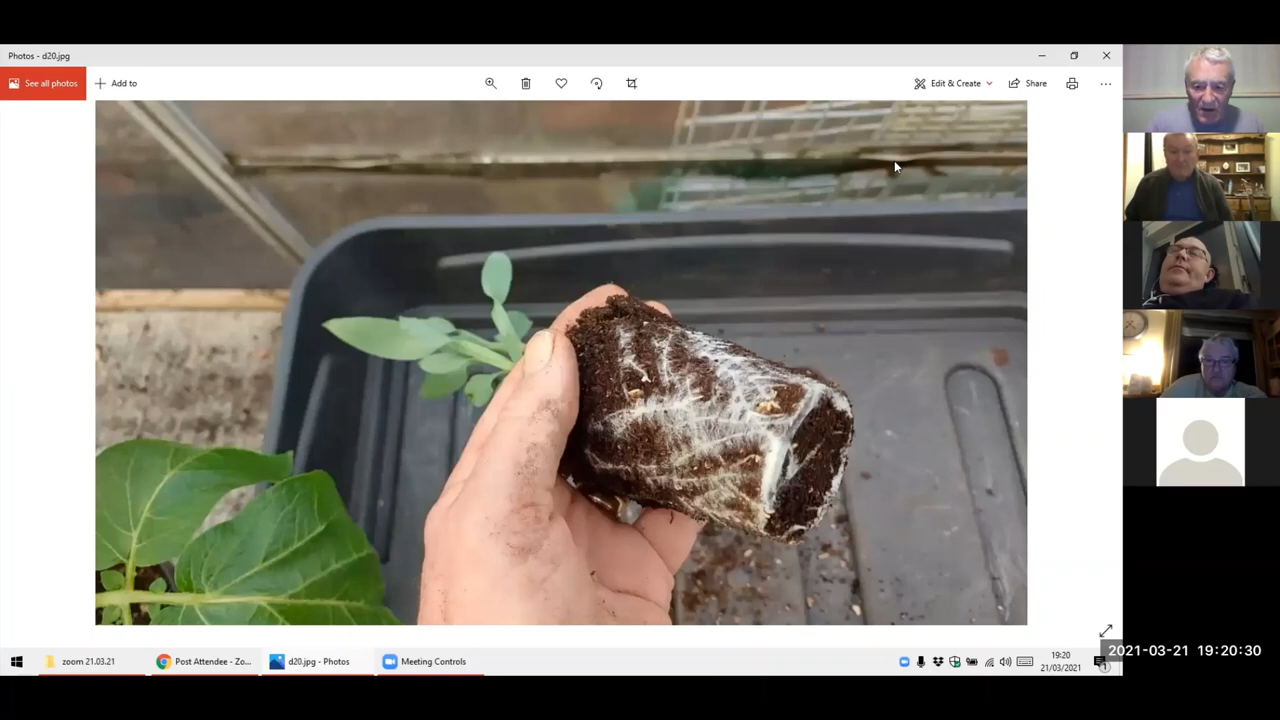 Photos - d20.jpg
See all photos
Add to
Edit & Create
Share
zoom 21.03.21
Post Attendee - Zo...
d20.jpg - Photos
Meeting Controls
19:20
21/03/2021
1
2021-03-21 19:20:30